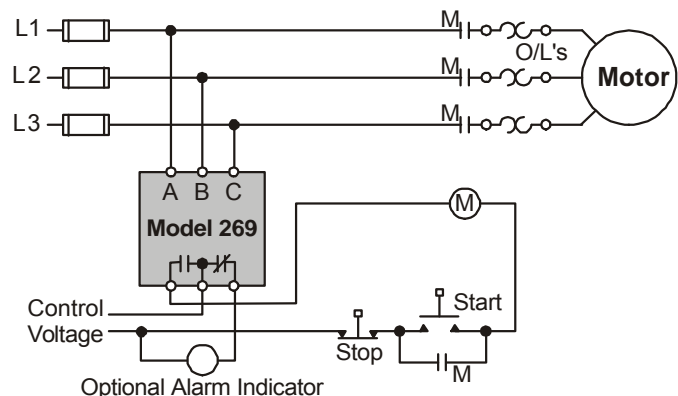 L1
M
O/L's
L2
M
Motor
L3
M
A B C
Model 269
M
Control
Voltage
Start
Stop
M
Optional Alarm Indicator